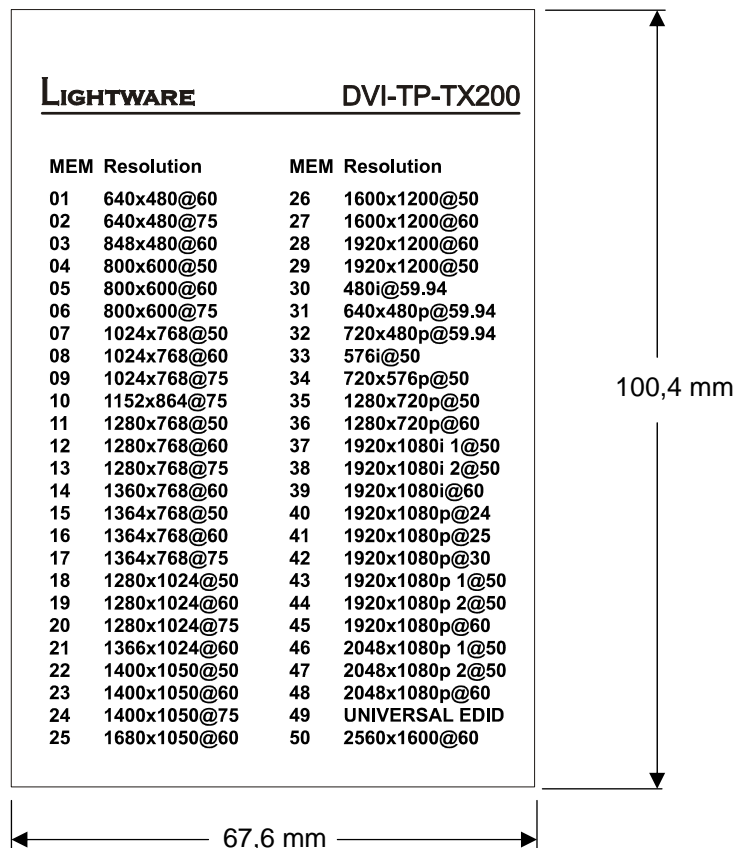 LIGHTWARE DVI-TP-TX200
MEM Resolution
01 640x480@60
02 640x480@75
03 848x480@60
04 800x600@50
05 800x600@60
06 800x600@75
07 1024x768@50
08 1024x768@60
09 1024x768@75
10 1152x864@75
11 1280x768@50
12 1280x768@60
13 1280x768@75
14 1360x768@60
15 1364x768@50
16 1364x768@60
17 1364x768@75
18 1280x1024@50
19 1280x1024@60
20 1280x1024@75
21 1366x1024@60
22 1400x1050@50
23 1400x1050@60
24 1400x1050@75
25 1680x1050@60
MEM Resolution
26 1600x1200@50
27 1600x1200@60
28 1920x1200@60
29 1920x1200@50
30 480i@59.94
31 640x480p@59.94
32 720x480p@59.94
33 576i@50
34 720x576p@50
35 1280x720p@50
36 1280x720p@60
37 1920x1080i 1@50
38 1920x1080i 2@50
39 1920x1080i@60
40 1920x1080p@24
41 1920x1080p@25
42 1920x1080p@30
43 1920x1080p 1@50
44 1920x1080p 2@50
45 1920x1080p@60
46 2048x1080p 1@50
47 2048x1080p 2@50
48 2048x1080p@60
49 UNIVERSAL EDID
50 2560x1600@60
100,4 mm
67,6 mm